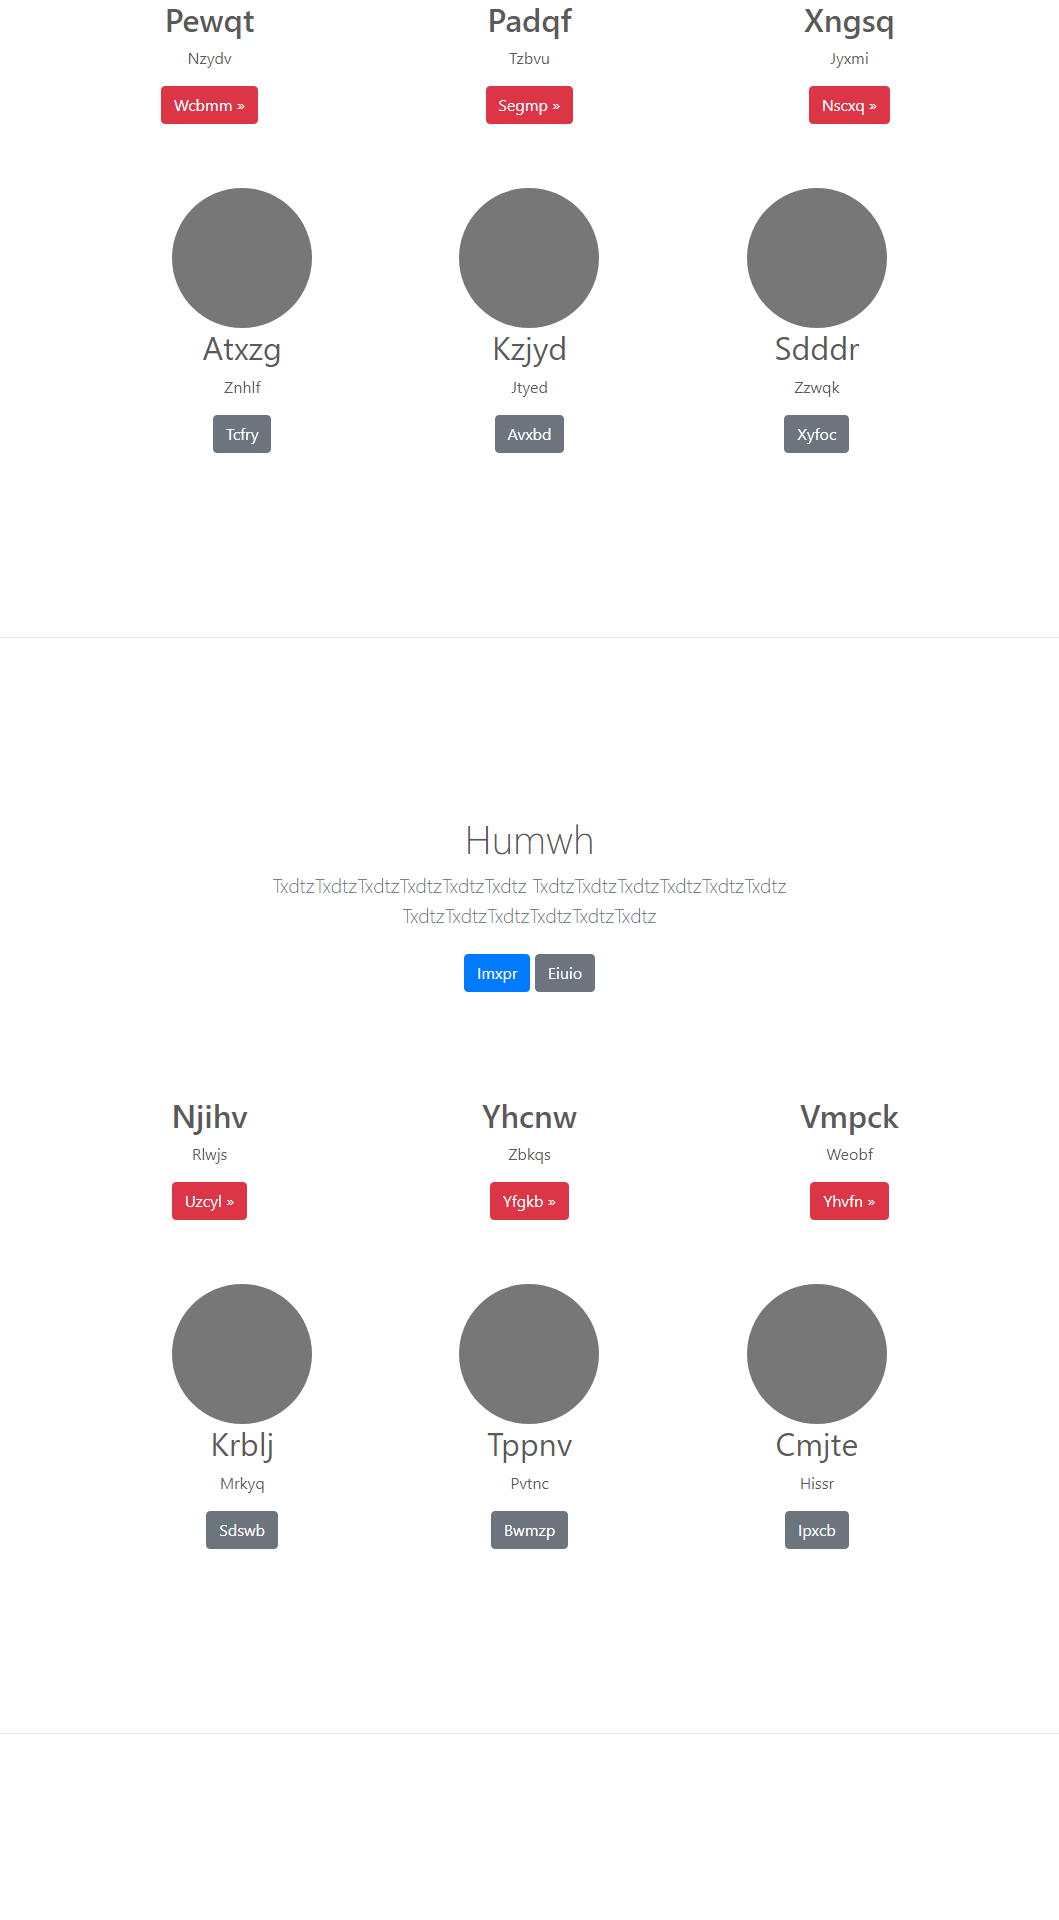 Pewqt Padqf Xngsq
Nzydv Tzbvu Jyxmi
Wcbmm » Segmp » Nscxq »
Atxzg Kzjyd Sdddr
Znhlf Jtyed Zzwqk
Tcfry Avxbd Xyfoc
Humwh
TxdtzTxdtzTxdtzTxdtzTxdtzTxdtz TxdtzTxdtzTxdtzTxdtzTxdtzTxdtz
TxdtzTxdtzTxdtzTxdtzTxdtzTxdtz
Imxpr Eiuio
Njihv Yhcnw Vmpck
Rlwjs Zbkqs Weobf
Uzcyl » Yfgkb » Yhvfn »
Krblj Tppnv Cmjte
Mrkyq Pvtnc Hissr
Sdswb Bwmzp Ipxcb